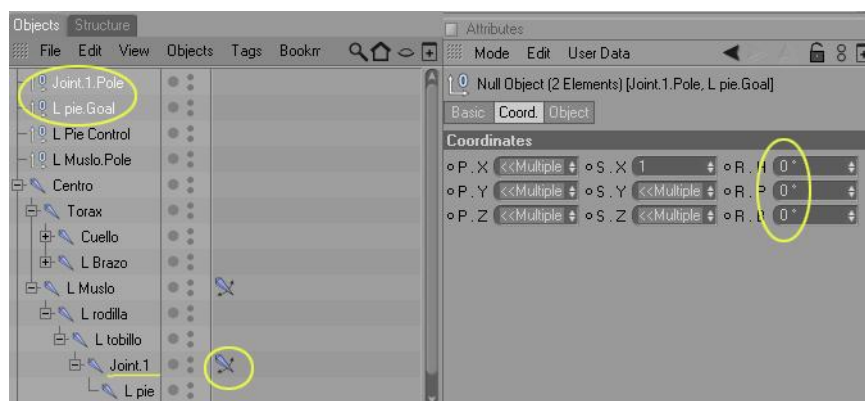 Objects Structure
File Edit View Objects Tags Bookm
Joint.1.Pole
L pie.Goal
L Pie Control
L Muslo.Pole
Centro
Torax
Cuello
L Brazo
L Muslo
L rodilla
L tobillo
Joint.1
L pie
Attributes
Mode Edit User Data
Null Object (2 Elements) [Joint.1.Pole, L pie.Goal]
Basic Coord. Object
Coordinates
P . X <<Multiple S . X 1 R . H 0 °
P . Y <<Multiple S . Y <<Multiple R . P 0 °
P . Z <<Multiple S . Z <<Multiple R . B 0 °